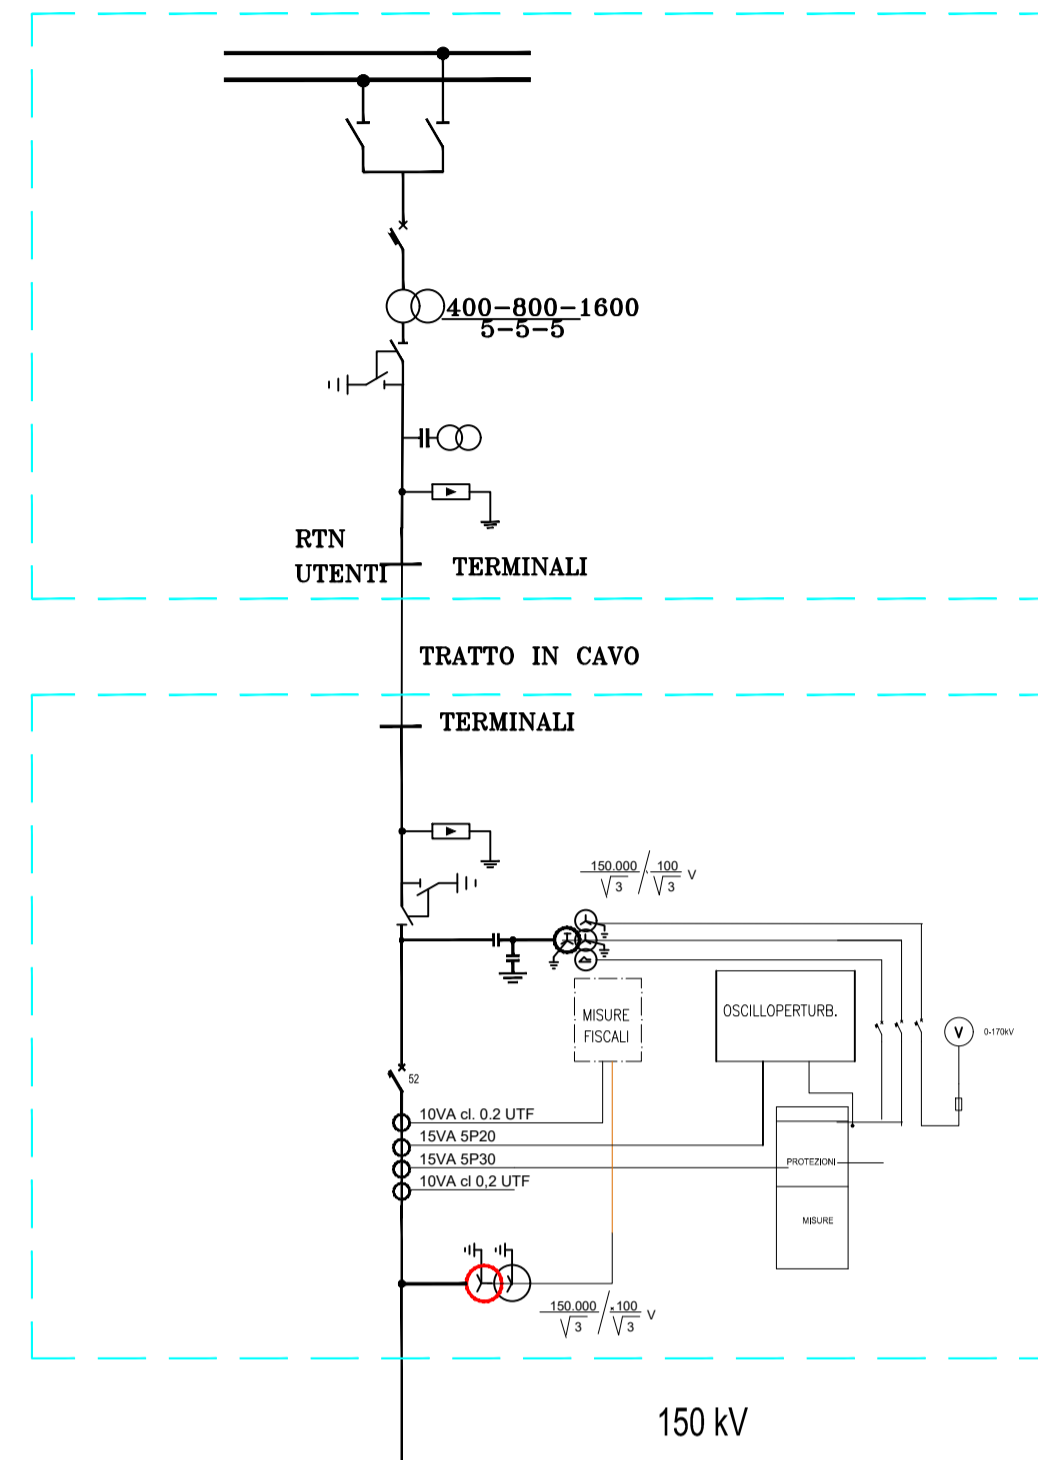 400-800-1600
5-5-5
RTN
UTENTI
TERMINALI
TRATTO IN CAVO
TERMINALI
150.000/√3 / 100/√3 V
MISURE
FISCALI
OSCILLOPERTURB.
V
0-170kV
52
10VA cl. 0.2 UTF
15VA 5P20
15VA 5P30
10VA cl 0,2 UTF
PROTEZIONI
MISURE
150.000/√3 / 100/√3 V
150 kV